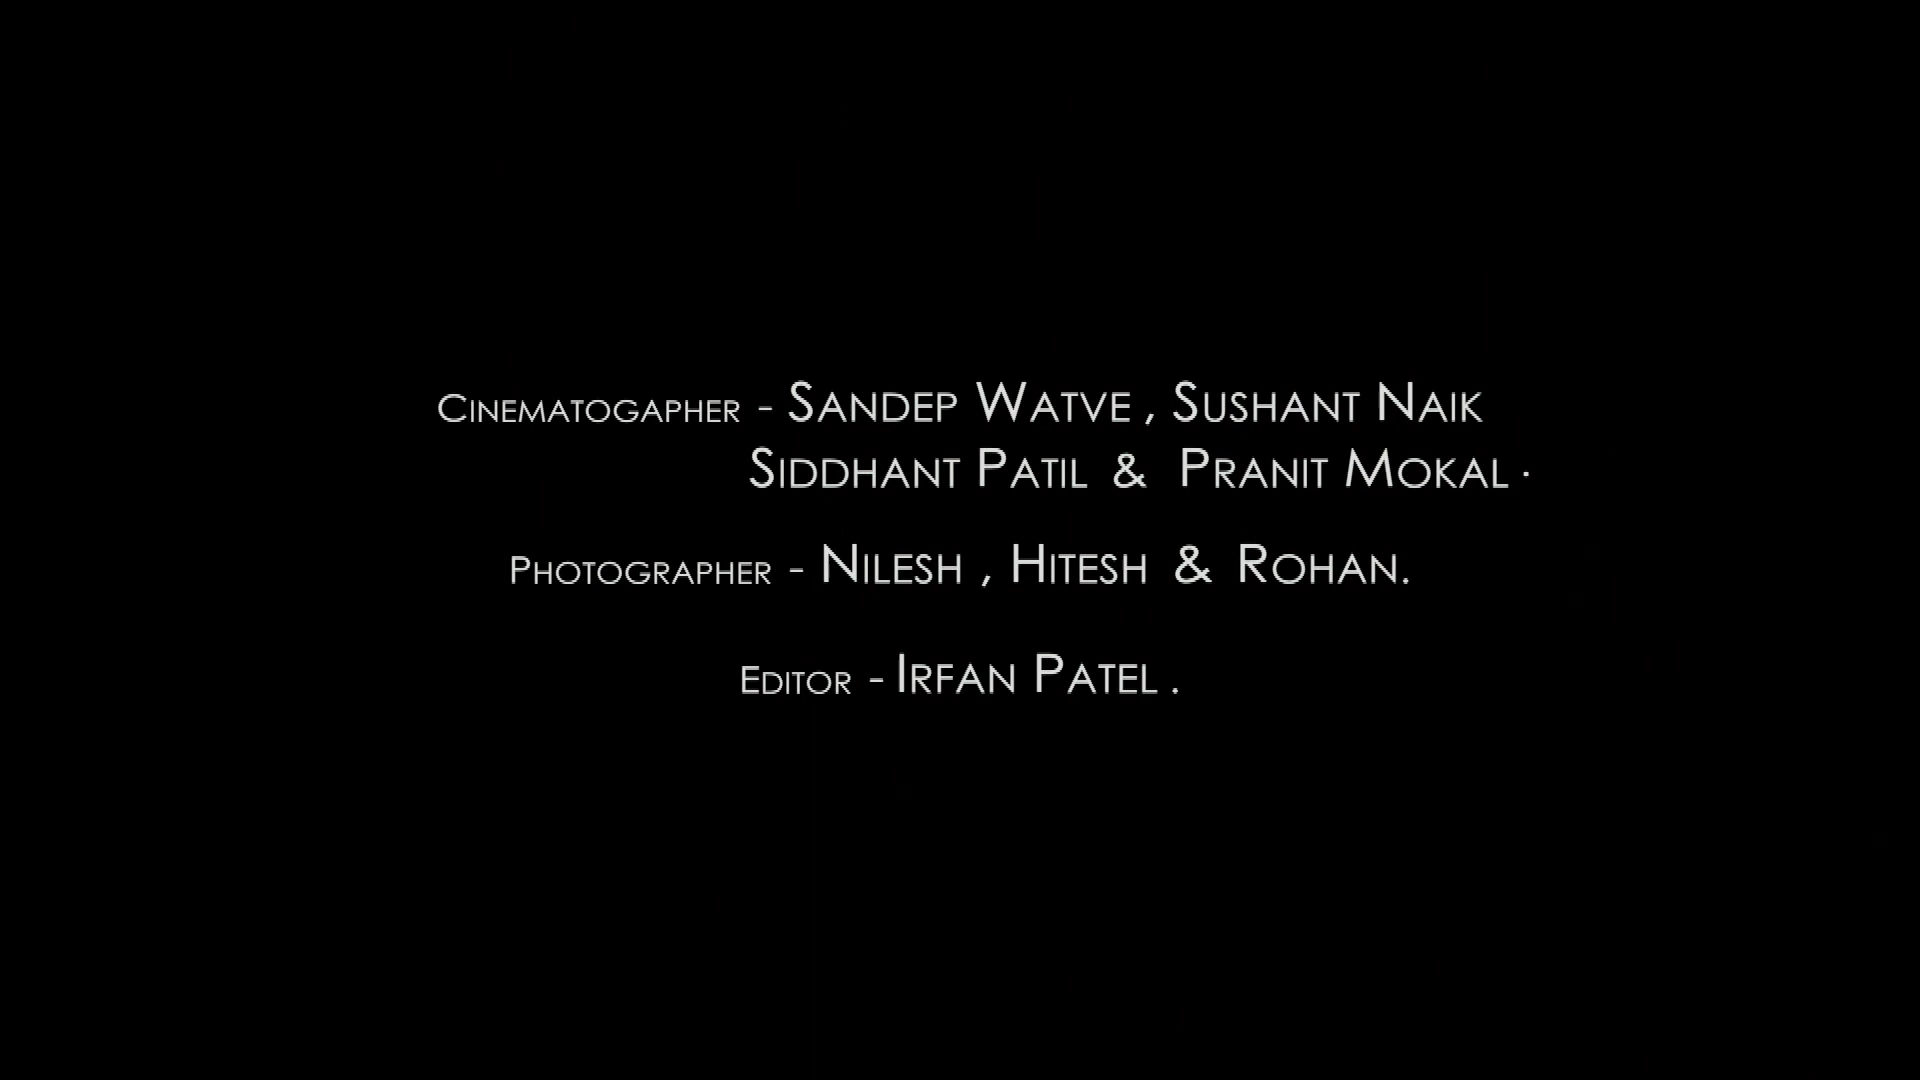 Cinematogapher - Sandep Watve , Sushant Naik
Siddhant Patil & Pranit Mokal .
Photographer - Nilesh , Hitesh & Rohan.
Editor - Irfan Patel .